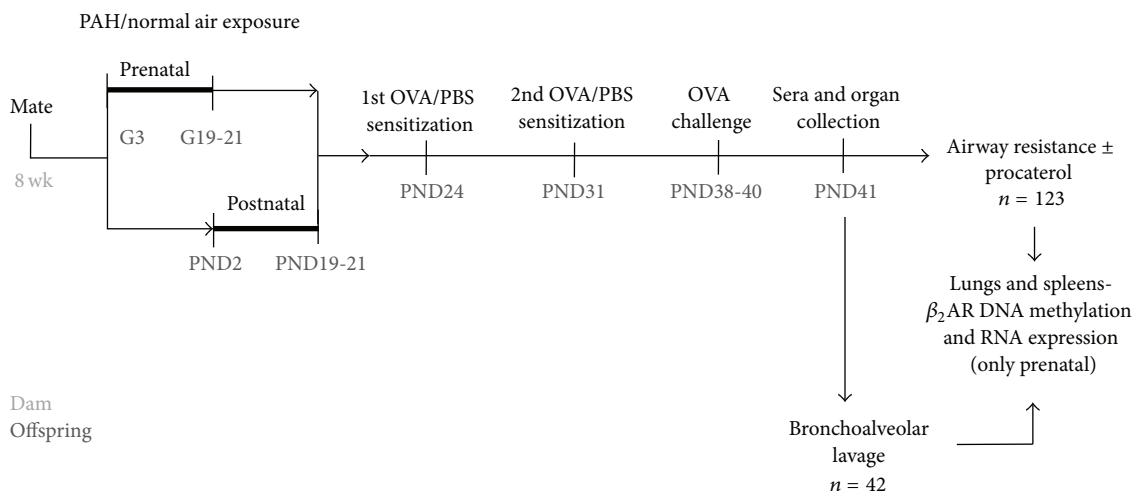 PAH/normal air exposure
Prenatal
Mate
G3
G19-21
8 wk
Postnatal
PND2
PND19-21
1st OVA/PBS
sensitization
2nd OVA/PBS
sensitization
OVA
challenge
Sera and organ
collection
PND24
PND31
PND38-40
PND41
Airway resistance ±
procaterol
n = 123
Lungs and spleens-
β₂AR DNA methylation
and RNA expression
(only prenatal)
Bronchoalveolar
lavage
n = 42
Dam
Offspring